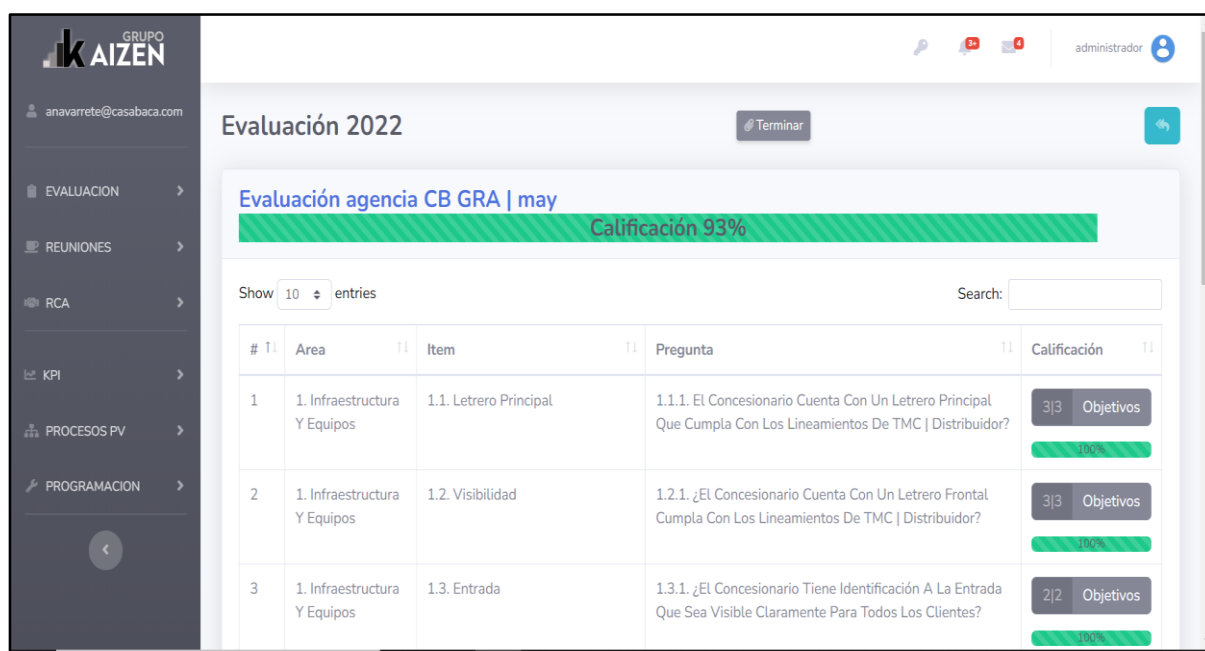 GRUPO
KAIZEN
3+
4
administrador
anavarrete@casabaca.com
Evaluación 2022
Terminar
EVALUACION
REUNIONES
RCA
KPI
PROCESOS PV
PROGRAMACION
Evaluación agencia CB GRA | may
Calificación 93%
Show 10 entries
Search:
# Area Item Pregunta Calificación
1 1. Infraestructura 1.1. Letrero Principal 1.1.1. El Concesionario Cuenta Con Un Letrero Principal 3|3 Objetivos
Y Equipos Que Cumpla Con Los Lineamientos De TMC | Distribuidor?
100%
2 1. Infraestructura 1.2. Visibilidad 1.2.1. ¿El Concesionario Cuenta Con Un Letrero Frontal 3|3 Objetivos
Y Equipos Cumpla Con Los Lineamientos De TMC | Distribuidor?
100%
3 1. Infraestructura 1.3. Entrada 1.3.1. ¿El Concesionario Tiene Identificación A La Entrada 2|2 Objetivos
Y Equipos Que Sea Visible Claramente Para Todos Los Clientes?
100%